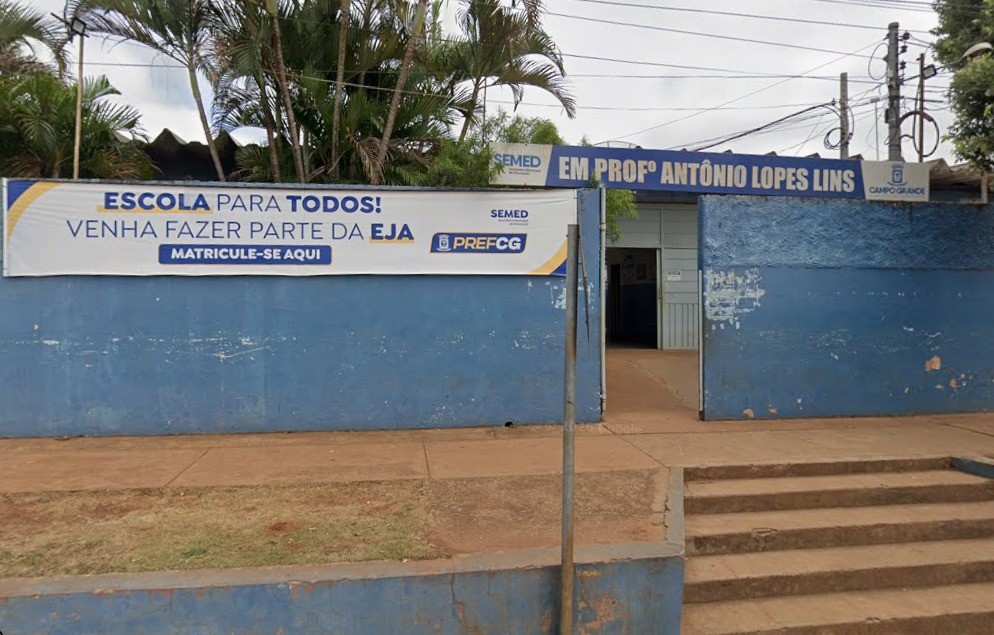 ESCOLA PARA TODOS!
VENHA FAZER PARTE DA EJA
MATRICULE-SE AQUI
SEMED
PREFCG
SEMED
EM PROFº ANTÔNIO LOPES LINS
CAMPO GRANDE